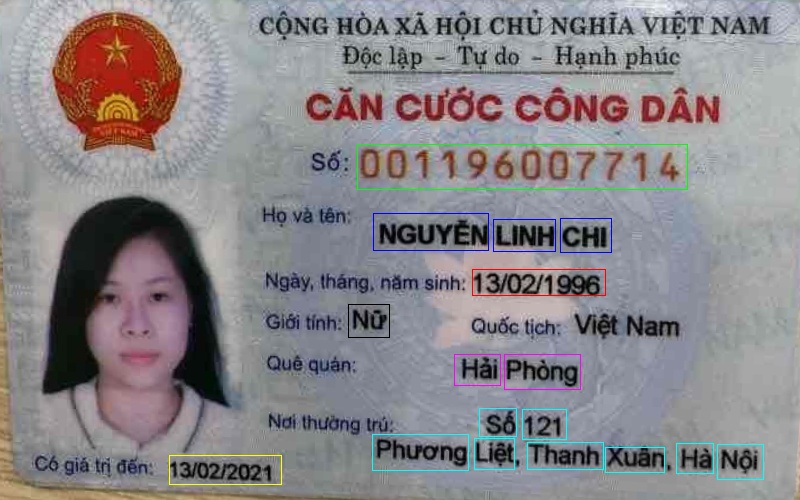 CỘNG HÒA XÃ HỘI CHỦ NGHĨA VIỆT NAM
Độc lập - Tự do - Hạnh phúc
CĂN CƯỚC CÔNG DÂN
Số: 001196007714
Họ và tên: NGUYỄN LINH CHI
Ngày, tháng, năm sinh: 13/02/1996
Giới tính: Nữ Quốc tịch: Việt Nam
Quê quán: Hải Phòng
Nơi thường trú: Số 121
Phương Liệt, Thanh Xuân, Hà Nội
Có giá trị đến: 13/02/2021